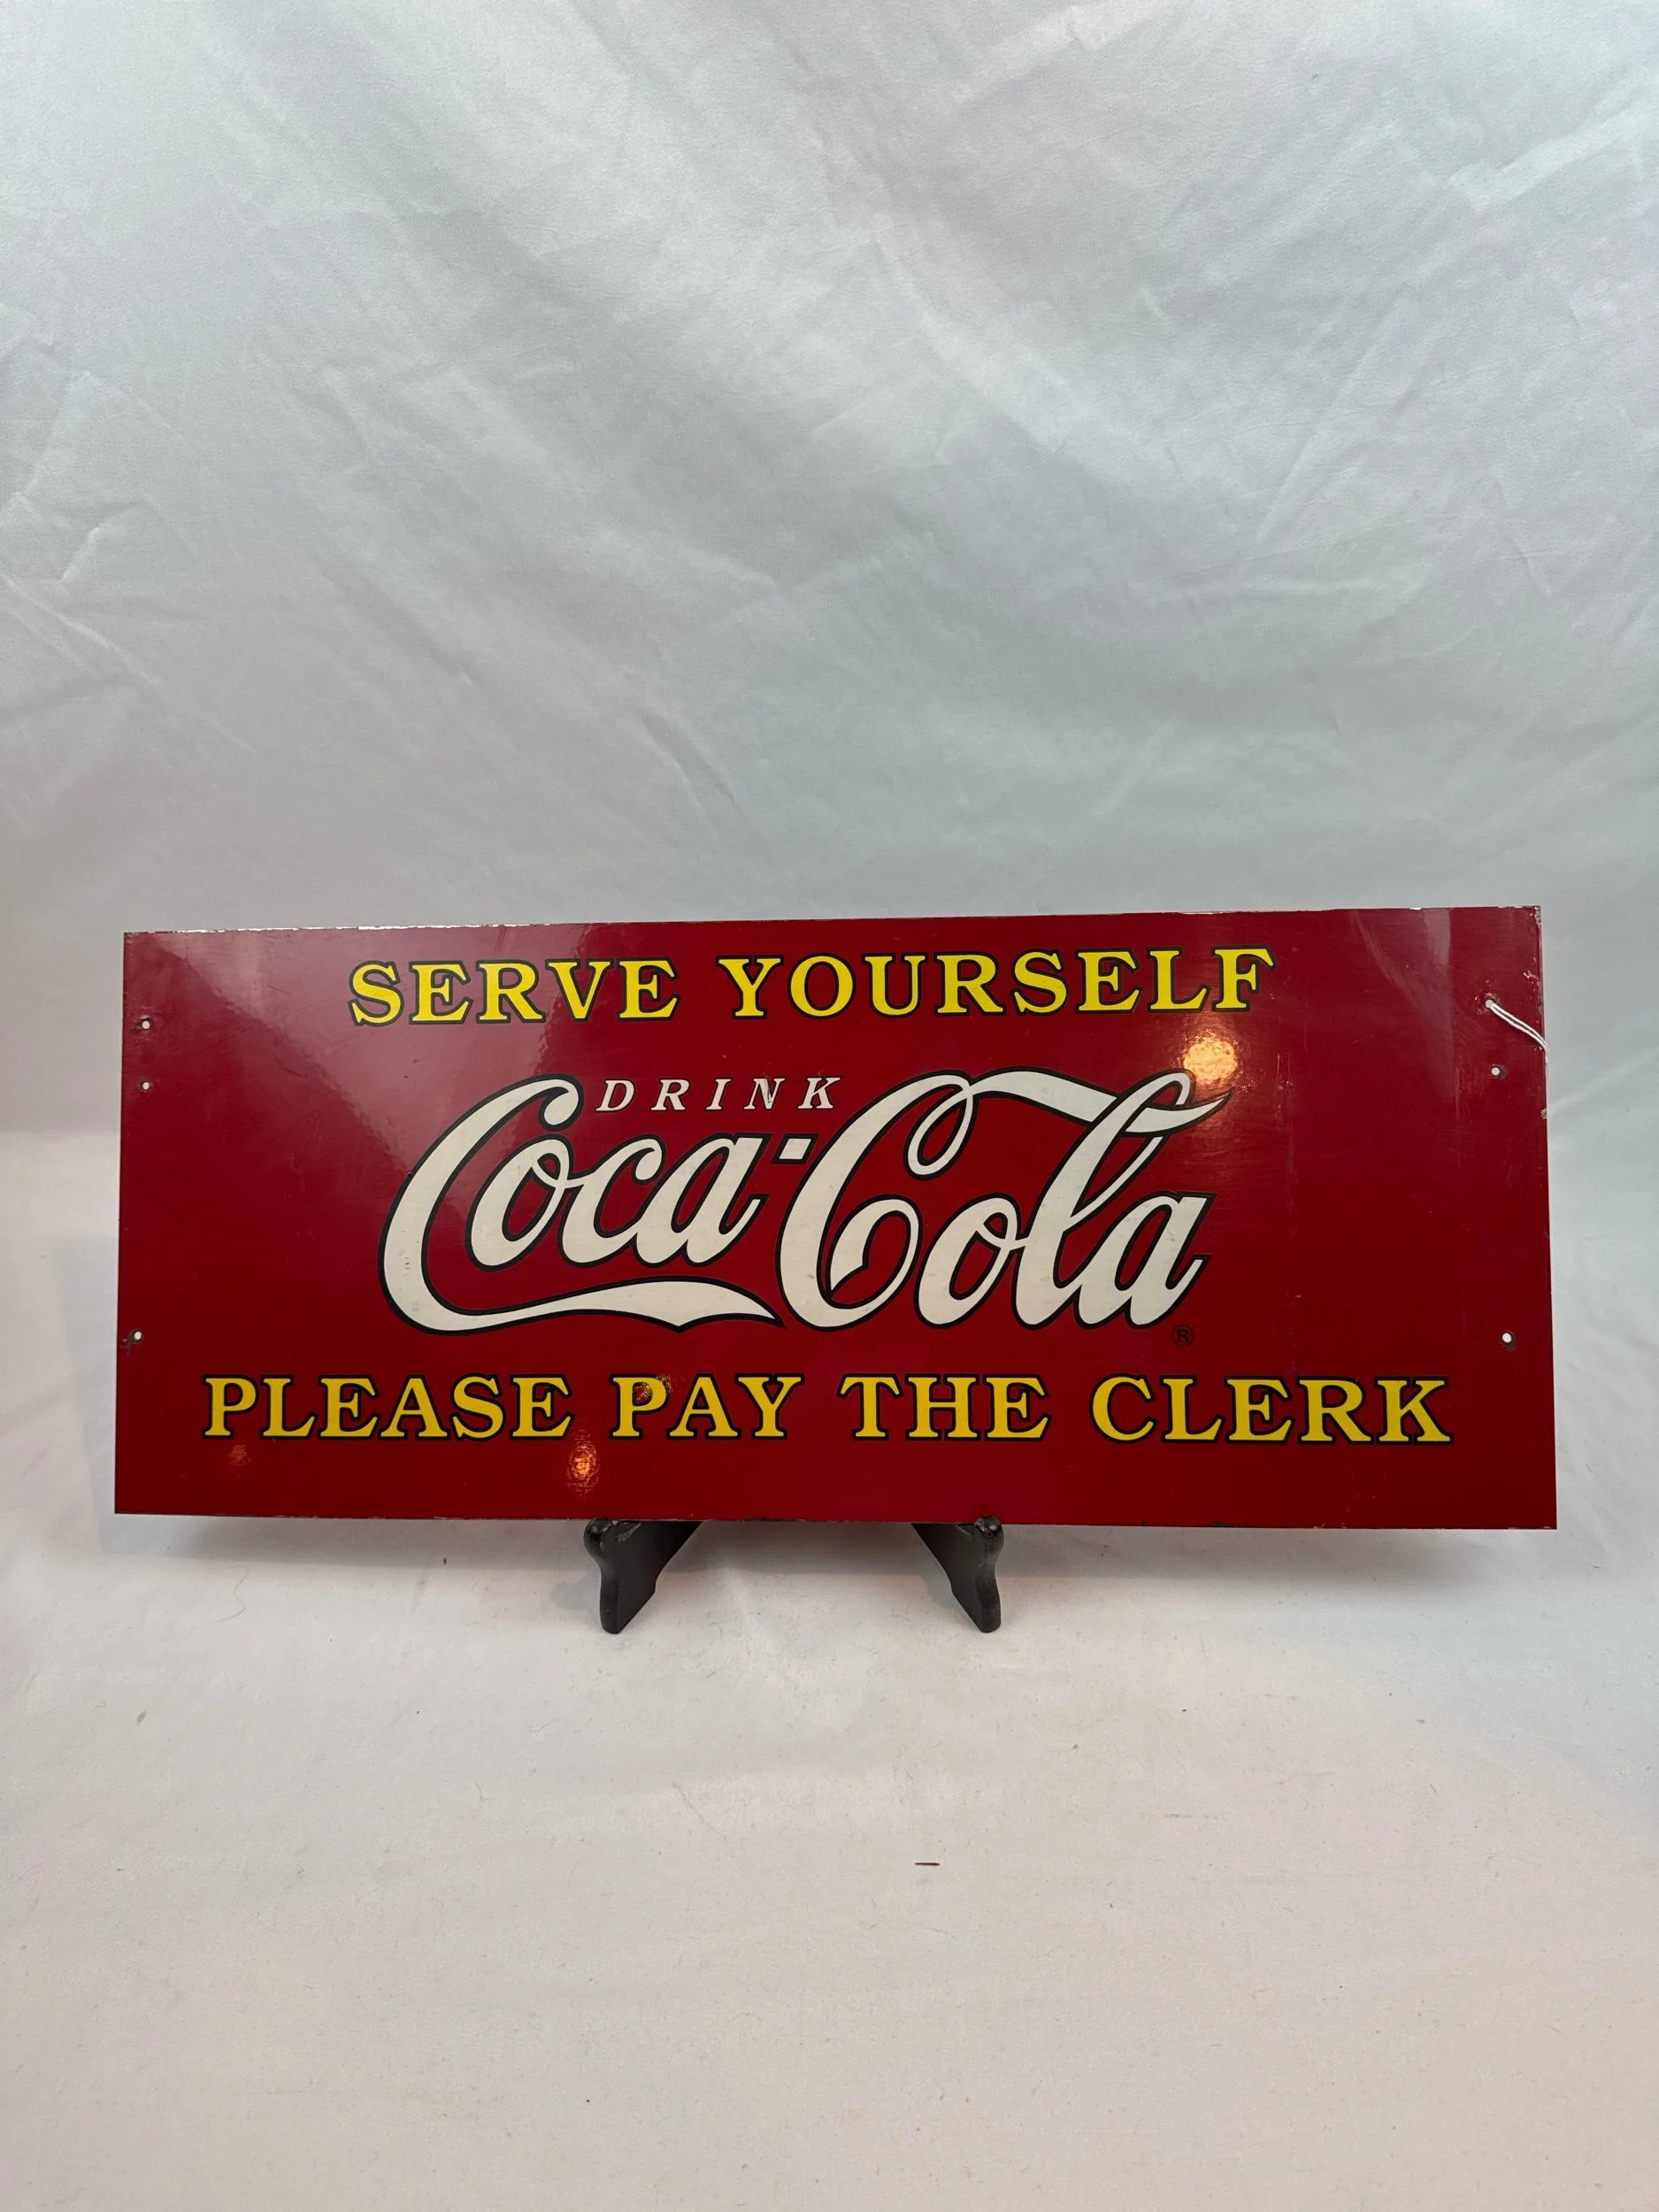 SERVE YOURSELF
DRINK
Coca-Cola
®
PLEASE PAY THE CLERK